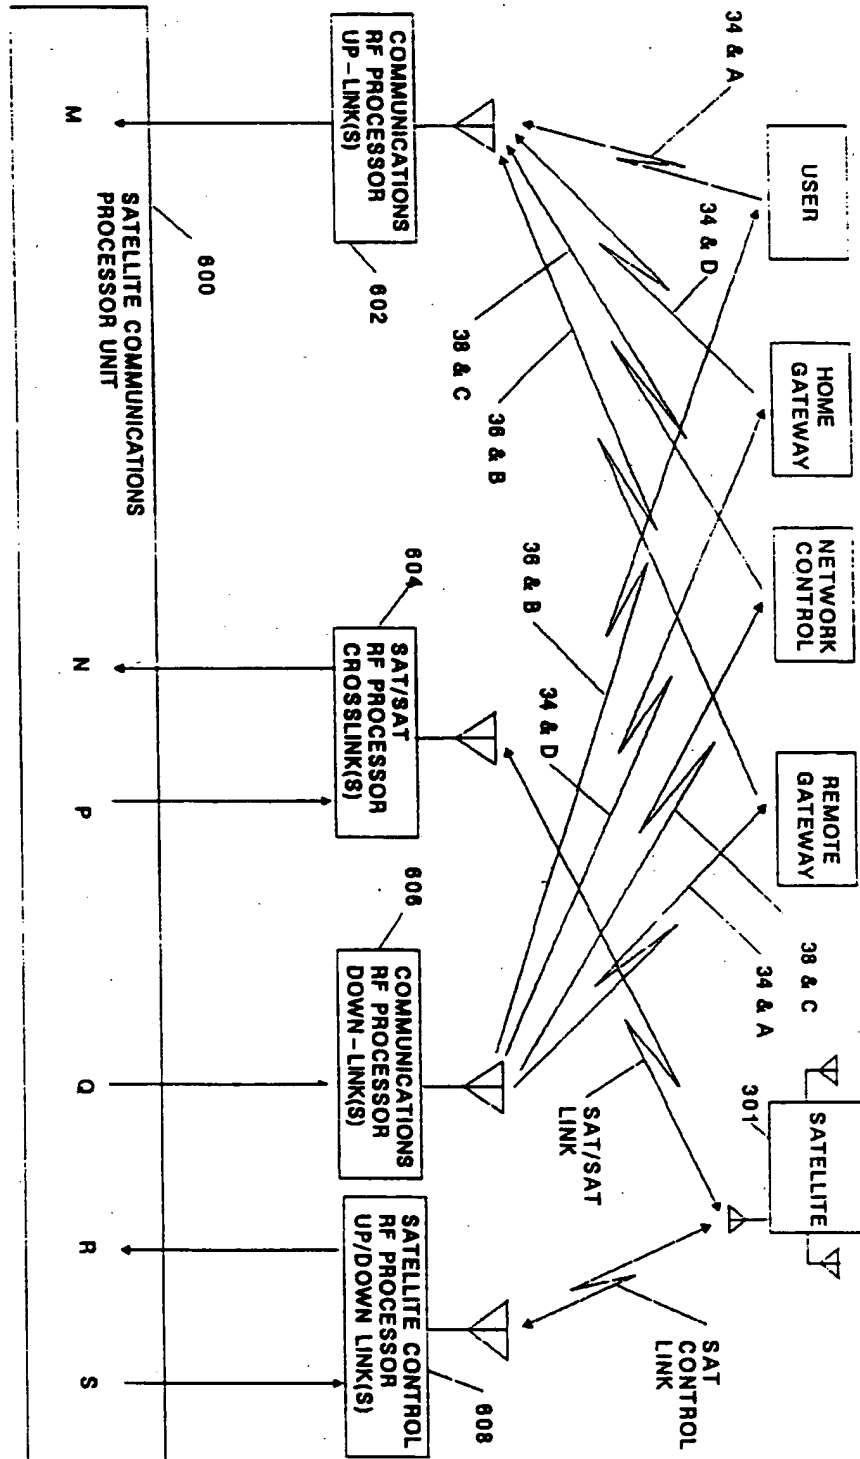 USER
HOME
GATEWAY
NETWORK
CONTROL
REMOTE
GATEWAY
301
SATELLITE
34 & A
34 & D
38 & C
36 & B
36 & B
34 & D
38 & C
34 & A
SAT/SAT
LINK
SAT
CONTROL
LINK
COMMUNICATIONS
RF PROCESSOR
UP-LINK(S)
602
604
SAT/SAT
RF PROCESSOR
CROSSLINK(S)
606
COMMUNICATIONS
RF PROCESSOR
DOWN-LINK(S)
SATELLITE CONTROL
RF PROCESSOR
UP/DOWN LINK(S)
608
600
SATELLITE COMMUNICATIONS
PROCESSOR UNIT
M
N
P
Q
R
S